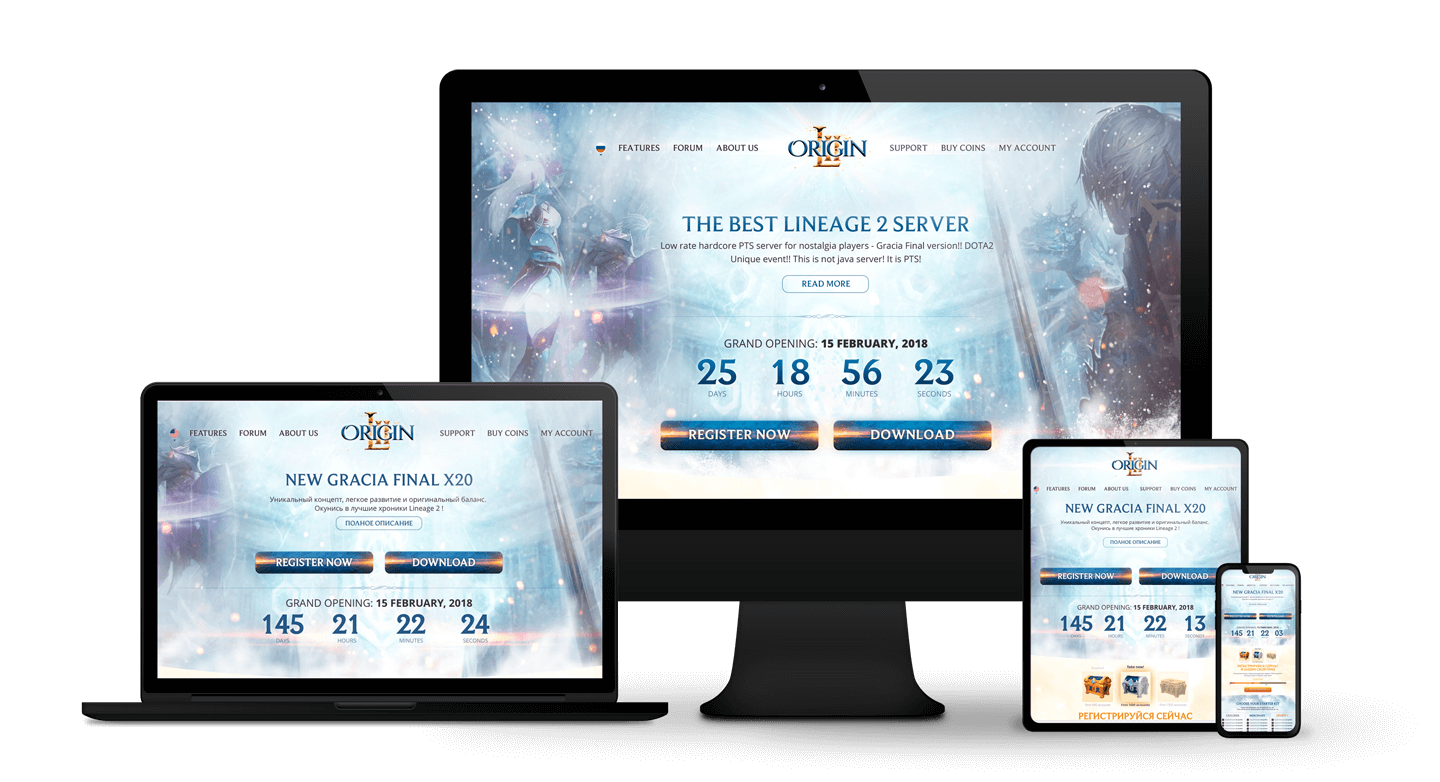 FEATURES FORUM ABOUT US ORIGIN SUPPORT BUY COINS MY ACCOUNT
THE BEST LINEAGE 2 SERVER
Low rate hardcore PTS server for nostalgia players - Gracia Final version!! DOTA2
Unique event!! This is not java server! It is PTS!
READ MORE
GRAND OPENING: 15 FEBRUARY, 2018
25 18 56 23
DAYS HOURS MINUTES SECONDS
REGISTER NOW DOWNLOAD
FEATURES FORUM ABOUT US ORIGIN SUPPORT BUY COINS MY ACCOUNT
NEW GRACIA FINAL X20
Уникальный концепт, легкое развитие и оригинальный баланс.
Окунись в лучшие хроники Lineage 2 !
ПОЛНОЕ ОПИСАНИЕ
REGISTER NOW DOWNLOAD
GRAND OPENING: 15 FEBRUARY, 2018
145 21 22 24
DAYS HOURS MINUTES SECONDS
ORIGIN
FEATURES FORUM ABOUT US SUPPORT BUY COINS MY ACCOUNT
NEW GRACIA FINAL X20
Уникальный концепт, легкое развитие и оригинальный баланс.
Окунись в лучшие хроники Lineage 2 !
ПОЛНОЕ ОПИСАНИЕ
REGISTER NOW DOWNLOAD
GRAND OPENING: 15 FEBRUARY, 2018
145 21 22 13
DAYS HOURS MINUTES SECONDS
Take now!
РЕГИСТРИРУЙСЯ СЕЙЧАС
ORIGIN
NEW GRACIA FINAL X20
145 21 22 03
CHOOSE YOUR STARTER KIT